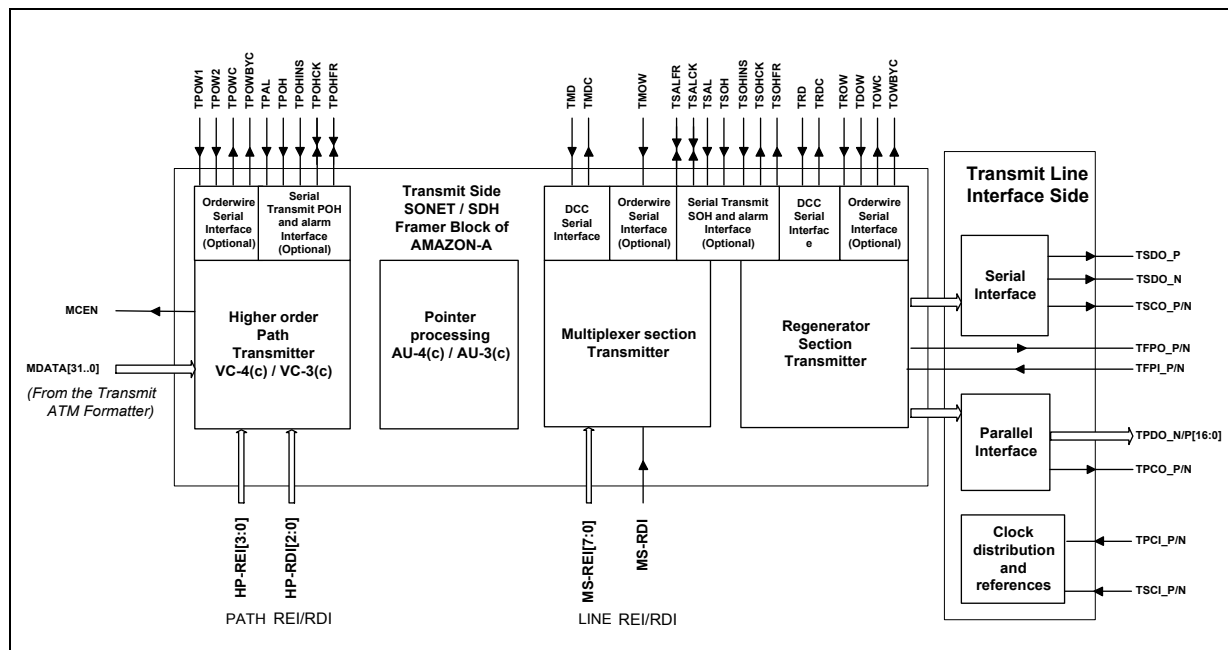 TPOW1
TPOW2
TPOWC
TPOWBYC
TPAL
TPOH
TPOHINS
TPOHCK
TPOHFR
TMD
TMDC
TMOW
TSALFR
TSALCK
TSAL
TSOH
TSOHINS
TSOHCK
TSOHFR
TRD
TRDC
TROW
TDOW
TOWC
TOWBYC
Orderwire
Serial
Interface
(Optional)
Serial
Transmit POH
and alarm
Interface
(Optional)
Transmit Side
SONET / SDH
Framer Block of
AMAZON-A
DCC
Serial
Interface
Orderwire
Serial
Interface
(Optional)
Serial Transmit
SOH and alarm
Interface
(Optional)
DCC
Serial
Interfac
e
Orderwire
Serial
Interface
(Optional)
Transmit Line
Interface Side
MCEN
MDATA[31..0]
(From the Transmit
ATM Formatter)
Higher order
Path
Transmitter
VC-4(c) / VC-3(c)
Pointer
processing
AU-4(c) / AU-3(c)
Multiplexer section
Transmitter
Regenerator
Section
Transmitter
Serial
Interface
TSDO_P
TSDO_N
TSCO_P/N
TFPO_P/N
TFPI_P/N
Parallel
Interface
TPDO_N/P[16:0]
TPCO_P/N
Clock
distribution
and
references
TPCI_P/N
TSCI_P/N
HP-REI[3:0]
HP-RDI[2:0]
MS-REI[7:0]
MS-RDI
PATH REI/RDI
LINE REI/RDI